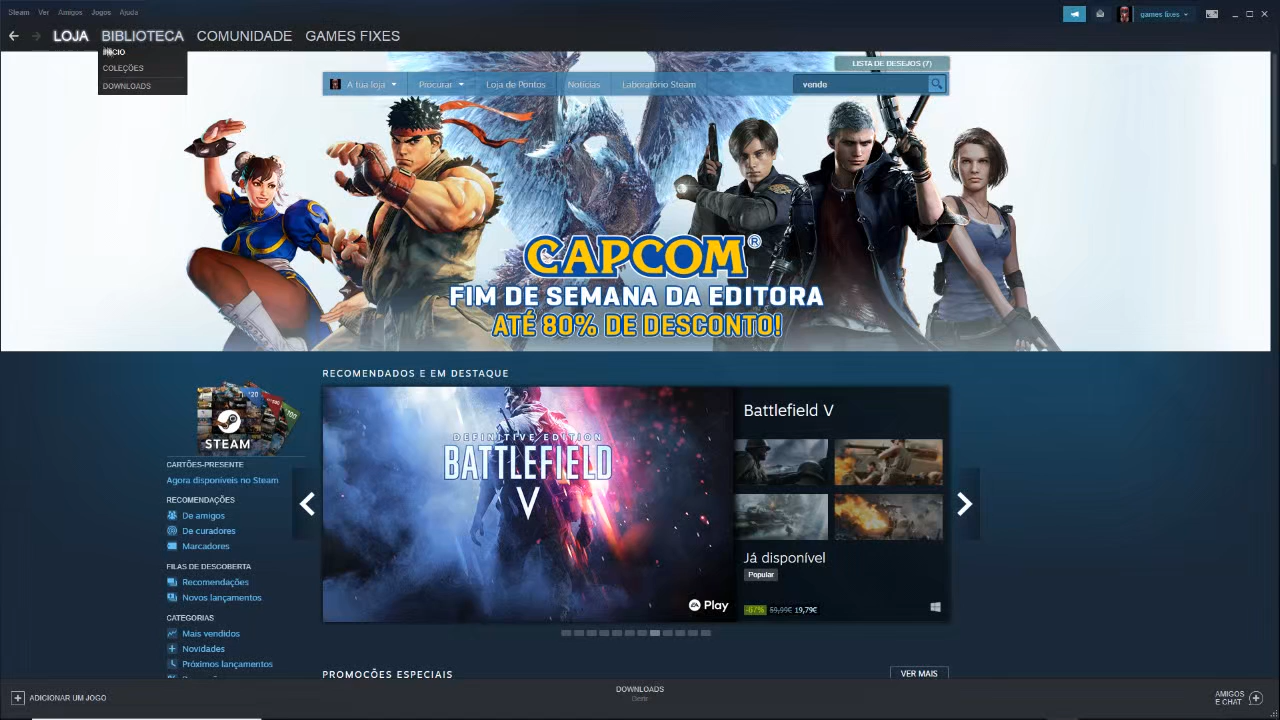 Steam Ver Amigos Jogos Ajuda
games fixes
LOJA BIBLIOTECA COMUNIDADE GAMES FIXES
COLEÇÕES
DOWNLOADS
LISTA DE DESEJOS (7)
A tua loja Procurar Loja de Pontos Notícias Laboratório Steam vende
CAPCOM®
FIM DE SEMANA DA EDITORA
ATÉ 80% DE DESCONTO!
RECOMENDADOS E EM DESTAQUE
STEAM
CARTÕES-PRESENTE
Agora disponíveis no Steam
RECOMENDAÇÕES
De amigos
De curadores
Marcadores
FILAS DE DESCOBERTA
Recomendações
Novos lançamentos
CATEGORIAS
Mais vendidos
Novidades
Próximos lançamentos
DEFINITIVE EDITION
BATTLEFIELD
V
EA Play
Battlefield V
Já disponível
Popular
-67% 59,99€ 19,79€
PROMOÇÕES ESPECIAIS
VER MAIS
ADICIONAR UM JOGO
DOWNLOADS
AMIGOS
E CHAT